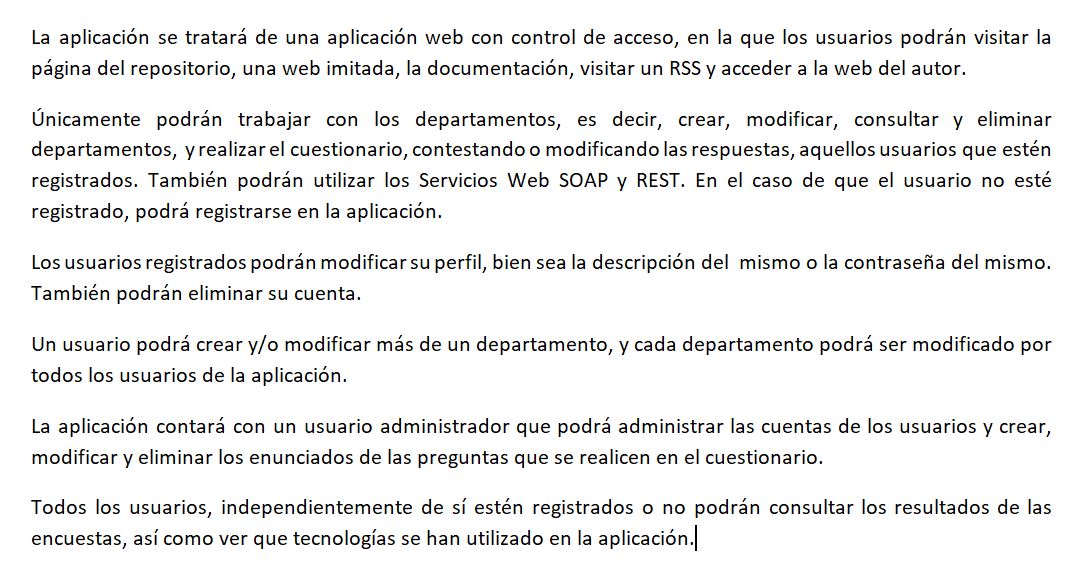 La aplicación se tratará de una aplicación web con control de acceso, en la que los usuarios podrán visitar la
página del repositorio, una web imitada, la documentación, visitar un RSS y acceder a la web del autor.
Únicamente podrán trabajar con los departamentos, es decir, crear, modificar, consultar y eliminar
departamentos, y realizar el cuestionario, contestando o modificando las respuestas, aquellos usuarios que estén
registrados. También podrán utilizar los Servicios Web SOAP y REST. En el caso de que el usuario no esté
registrado, podrá registrarse en la aplicación.
Los usuarios registrados podrán modificar su perfil, bien sea la descripción del mismo o la contraseña del mismo.
También podrán eliminar su cuenta.
Un usuario podrá crear y/o modificar más de un departamento, y cada departamento podrá ser modificado por
todos los usuarios de la aplicación.
La aplicación contará con un usuario administrador que podrá administrar las cuentas de los usuarios y crear,
modificar y eliminar los enunciados de las preguntas que se realicen en el cuestionario.
Todos los usuarios, independientemente de sí estén registrados o no podrán consultar los resultados de las
encuestas, así como ver que tecnologías se han utilizado en la aplicación.